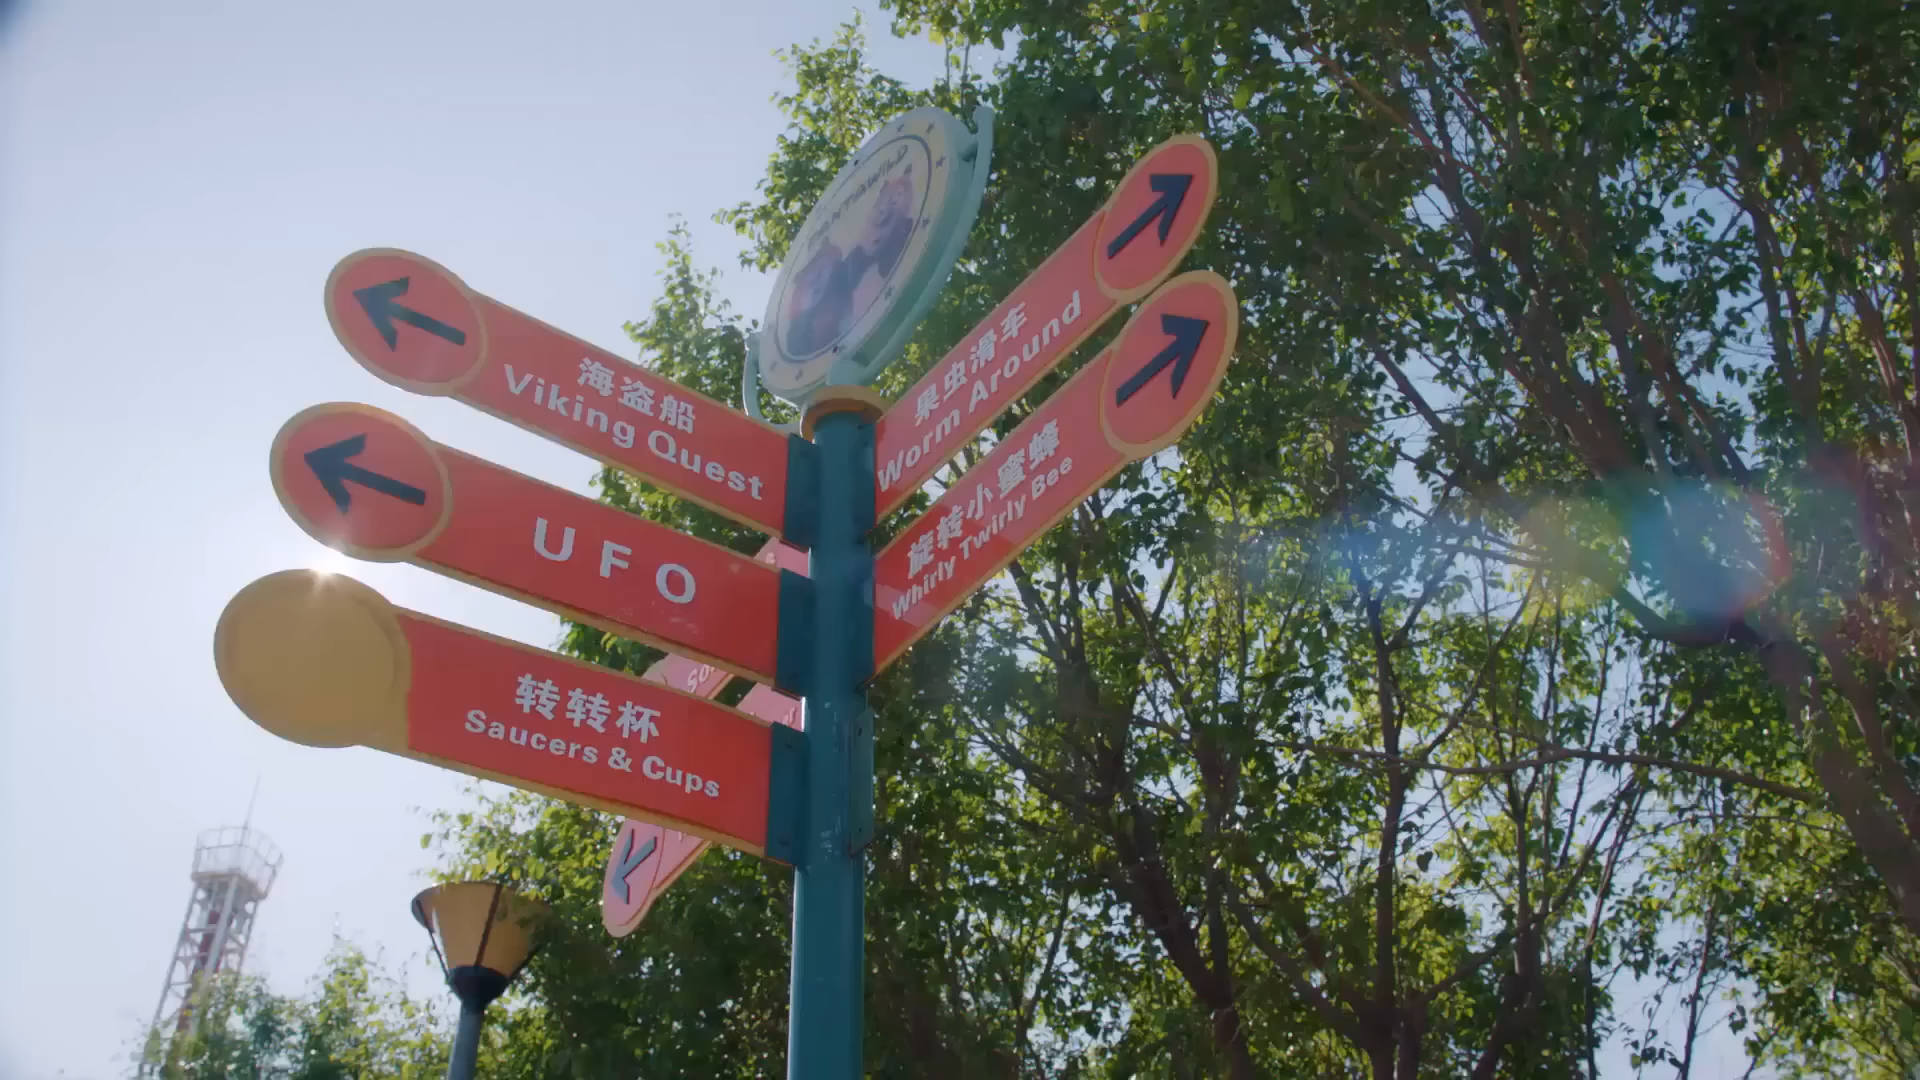 FANTAWILD
海盗船
Viking Quest
UFO
转转杯
Saucers & Cups
果虫滑车
Worm Around
旋转小蜜蜂
Whirly Twirly Bee